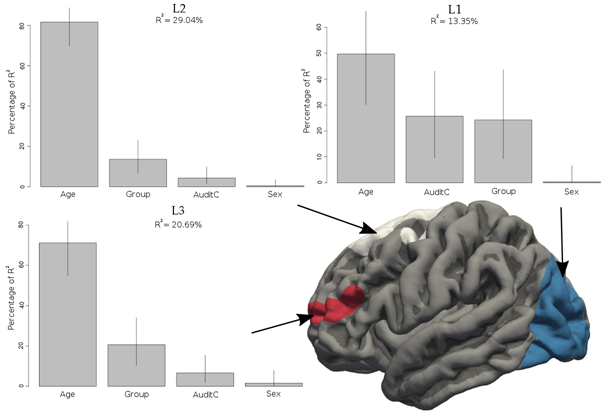 L2
R² = 29.04%
Percentage of R²
80
60
40
20
0
Age Group AuditC Sex
L1
R² = 13.35%
Percentage of R²
60
50
40
30
20
10
0
Age AuditC Group Sex
L3
R² = 20.69%
Percentage of R²
80
60
40
20
0
Age Group AuditC Sex